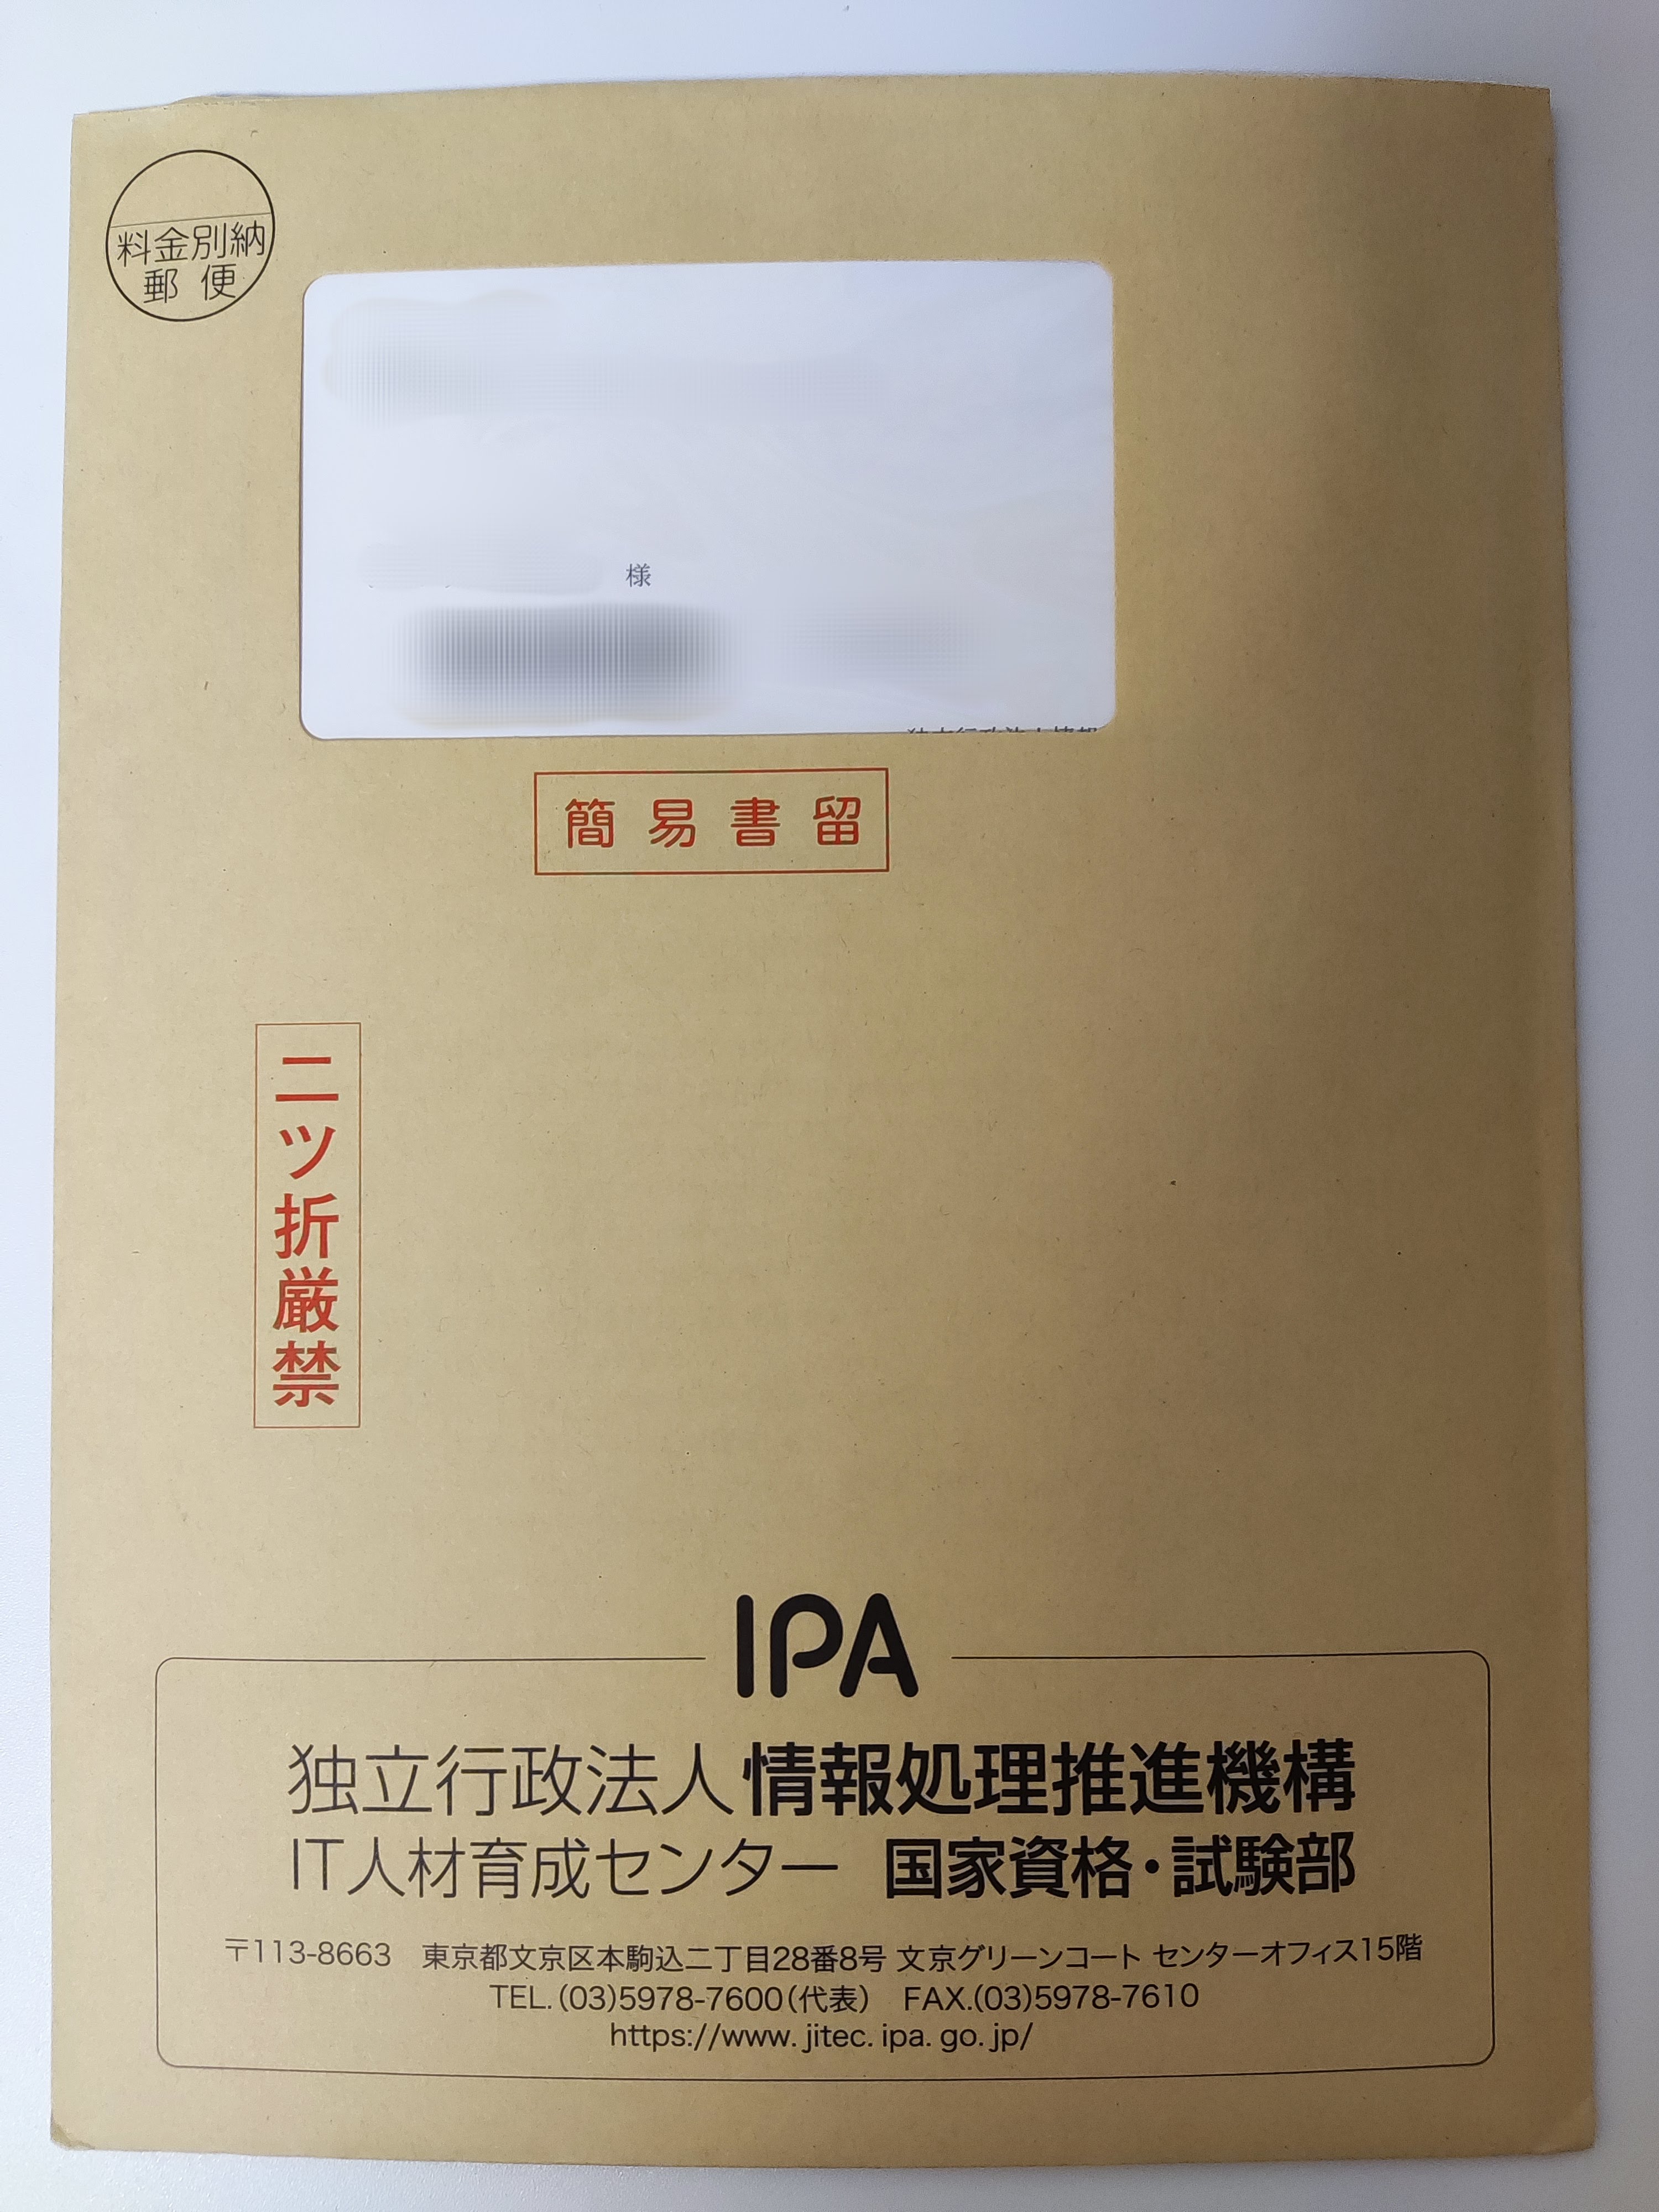 料金別納
郵便
様
簡易書留
二ツ折厳禁
IPA
独立行政法人情報処理推進機構
IT人材育成センター 国家資格・試験部
〒113-8663 東京都文京区本駒込二丁目28番8号 文京グリーンコート センターオフィス15階
TEL.(03)5978-7600(代表) FAX.(03)5978-7610
https://www.jitec.ipa.go.jp/